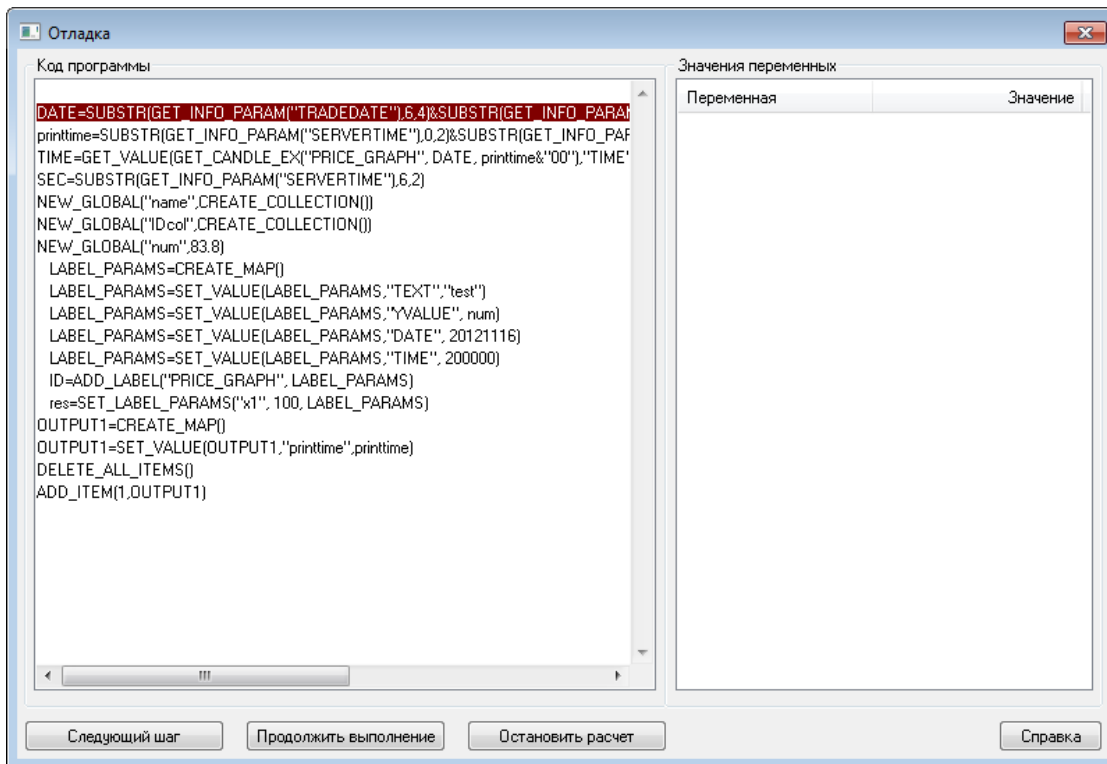 Отладка
Код программы
DATE=SUBSTR(GET_INFO_PARAM("TRADEDATE"),6,4)&SUBSTR(GET_INFO_PARAM
printtime=SUBSTR(GET_INFO_PARAM("SERVERTIME"),0,2)&SUBSTR(GET_INFO_PAR
TIME=GET_VALUE(GET_CANDLE_EX("PRICE_GRAPH", DATE, printtime&"00"),"TIME"
SEC=SUBSTR(GET_INFO_PARAM("SERVERTIME"),6,2)
NEW_GLOBAL("name",CREATE_COLLECTION())
NEW_GLOBAL("IDcol",CREATE_COLLECTION())
NEW_GLOBAL("num",83.8)
LABEL_PARAMS=CREATE_MAP()
LABEL_PARAMS=SET_VALUE(LABEL_PARAMS,"TEXT","test")
LABEL_PARAMS=SET_VALUE(LABEL_PARAMS,"YVALUE", num)
LABEL_PARAMS=SET_VALUE(LABEL_PARAMS,"DATE", 20121116)
LABEL_PARAMS=SET_VALUE(LABEL_PARAMS,"TIME", 200000)
ID=ADD_LABEL("PRICE_GRAPH", LABEL_PARAMS)
res=SET_LABEL_PARAMS("x1", 100, LABEL_PARAMS)
OUTPUT1=CREATE_MAP()
OUTPUT1=SET_VALUE(OUTPUT1,"printtime",printtime)
DELETE_ALL_ITEMS()
ADD_ITEM(1,OUTPUT1)
Значения переменных
Переменная Значение
Следующий шаг Продолжить выполнение Остановить расчет Справка